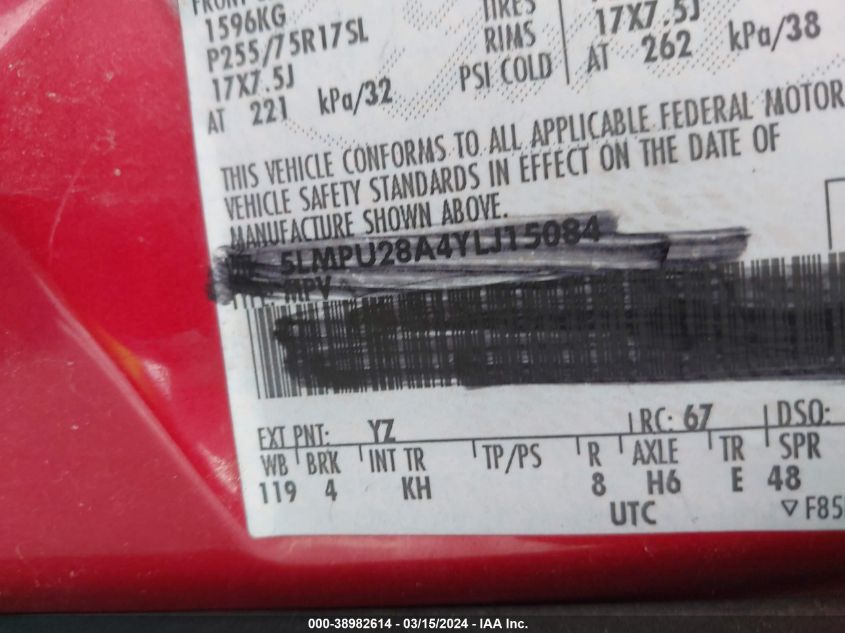 FRONT
1596KG TIRES
P255/75R17SL RIMS 17X7.5J
17X7.5J PSI COLD AT 262 kPa/38
AT 221 kPa/32
THIS VEHICLE CONFORMS TO ALL APPLICABLE FEDERAL MOTOR
VEHICLE SAFETY STANDARDS IN EFFECT ON THE DATE OF
MANUFACTURE SHOWN ABOVE.
5LMPU28A4YLJ15084
MPV
EXT PNT: YZ RC: 67 DSO:
WB BRK INT TR TP/PS R AXLE TR SPR
119 4 KH 8 H6 E 48
UTC ▽ F85
000-38982614 - 03/15/2024 - IAA Inc.